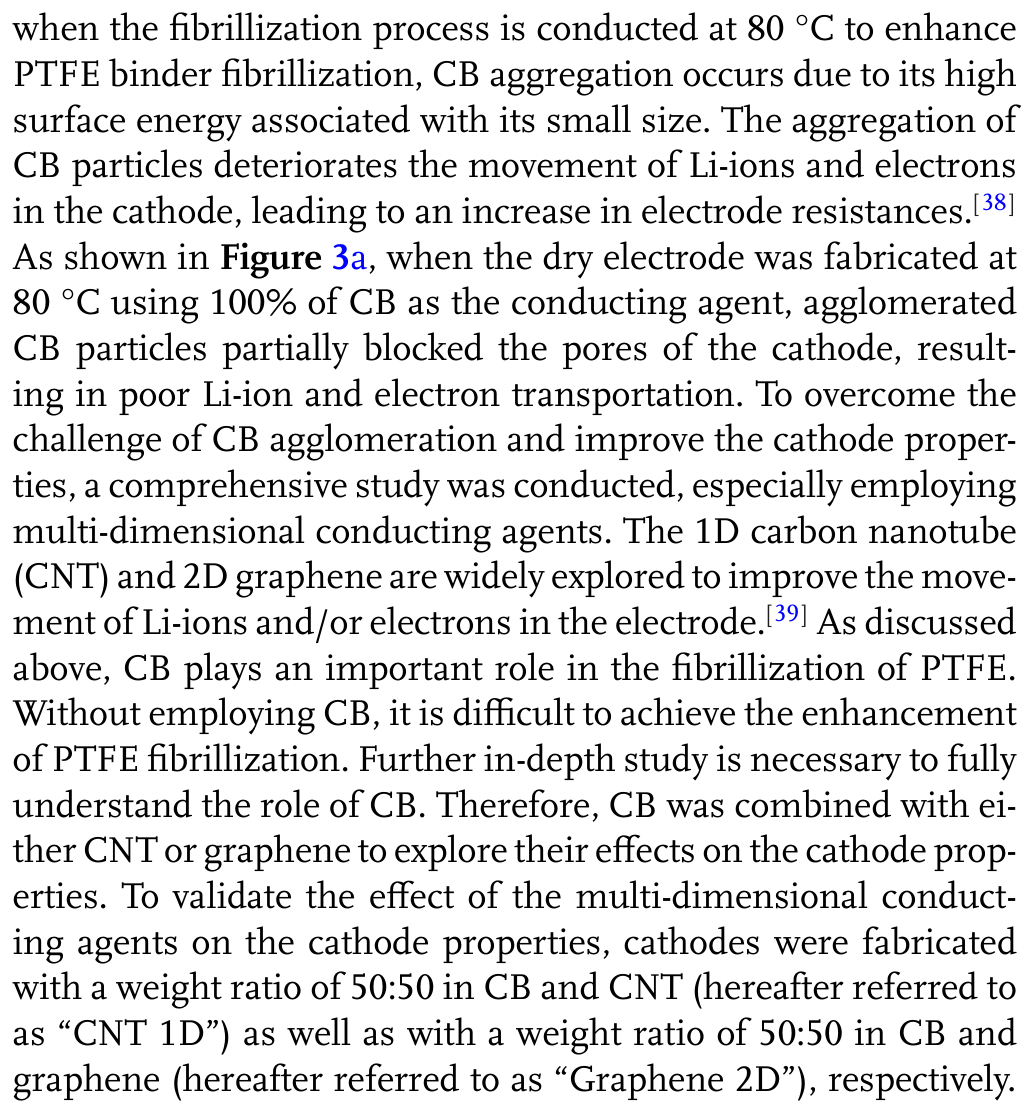 when the fibrillization process is conducted at 80 °C to enhance
PTFE binder fibrillization, CB aggregation occurs due to its high
surface energy associated with its small size. The aggregation of
CB particles deteriorates the movement of Li-ions and electrons
in the cathode, leading to an increase in electrode resistances.[38]
As shown in Figure 3a, when the dry electrode was fabricated at
80 °C using 100% of CB as the conducting agent, agglomerated
CB particles partially blocked the pores of the cathode, result-
ing in poor Li-ion and electron transportation. To overcome the
challenge of CB agglomeration and improve the cathode proper-
ties, a comprehensive study was conducted, especially employing
multi-dimensional conducting agents. The 1D carbon nanotube
(CNT) and 2D graphene are widely explored to improve the move-
ment of Li-ions and/or electrons in the electrode.[39] As discussed
above, CB plays an important role in the fibrillization of PTFE.
Without employing CB, it is difficult to achieve the enhancement
of PTFE fibrillization. Further in-depth study is necessary to fully
understand the role of CB. Therefore, CB was combined with ei-
ther CNT or graphene to explore their effects on the cathode prop-
erties. To validate the effect of the multi-dimensional conduct-
ing agents on the cathode properties, cathodes were fabricated
with a weight ratio of 50:50 in CB and CNT (hereafter referred to
as “CNT 1D”) as well as with a weight ratio of 50:50 in CB and
graphene (hereafter referred to as “Graphene 2D”), respectively.